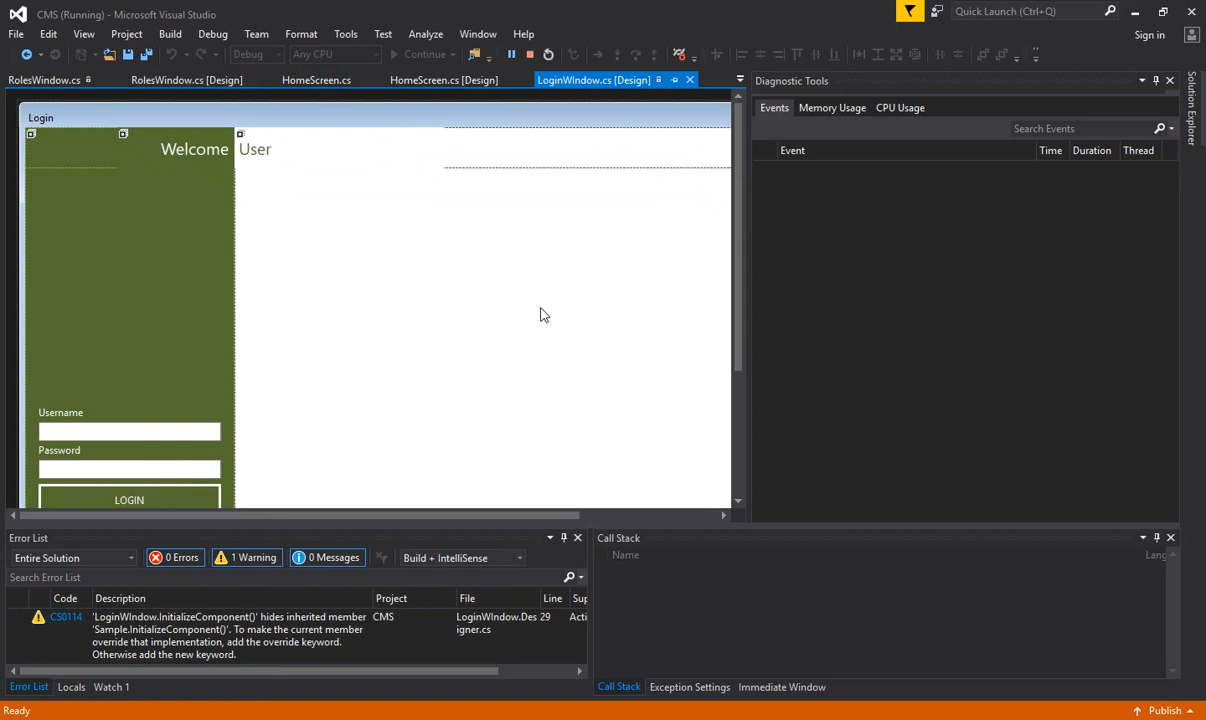 CMS (Running) - Microsoft Visual Studio
Quick Launch (Ctrl+Q)
File Edit View Project Build Debug Team Format Tools Test Analyze Window Help
Sign in
Debug Any CPU Continue
RolesWindow.cs RolesWindow.cs [Design] HomeScreen.cs HomeScreen.cs [Design] LoginWIndow.cs [Design]
Diagnostic Tools
Solution Explorer
Events Memory Usage CPU Usage
Search Events
Event Time Duration Thread
Login
Welcome User
Username
Password
LOGIN
Error List
Entire Solution 0 Errors 1 Warning 0 Messages Build + IntelliSense
Search Error List
Code Description Project File Line Sup
CS0114 'LoginWIndow.InitializeComponent()' hides inherited member CMS LoginWIndow.Des 29 Acti
'Sample.InitializeComponent()'. To make the current member igner.cs
override that implementation, add the override keyword.
Otherwise add the new keyword.
Error List Locals Watch 1
Call Stack
Name Lang
Call Stack Exception Settings Immediate Window
Ready
Publish